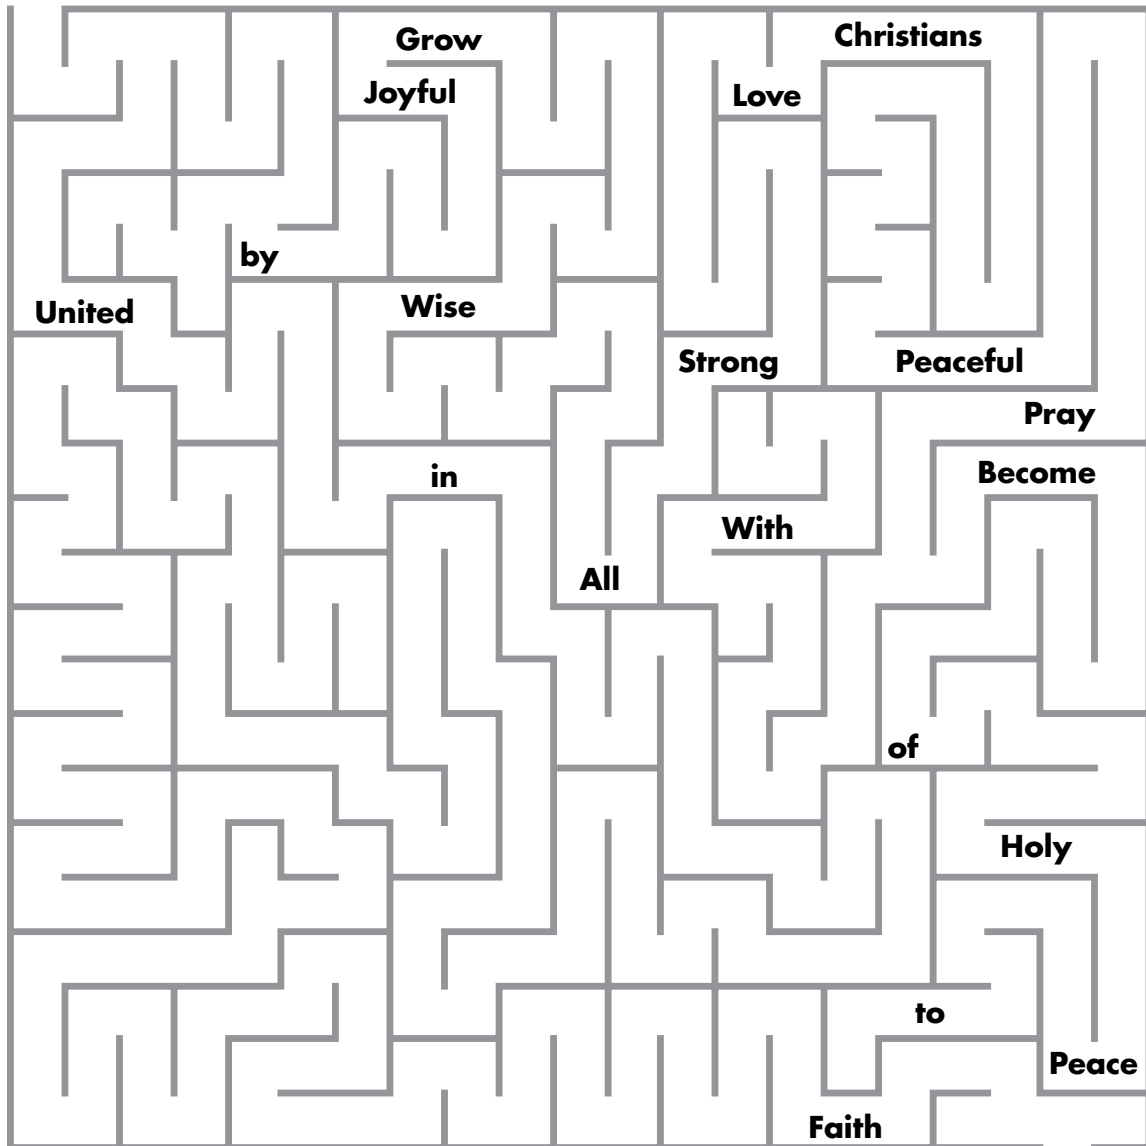 Grow
Christians
Joyful
Love
by
United
Wise
Strong
Peaceful
Pray
in
Become
With
All
of
Holy
to
Peace
Faith